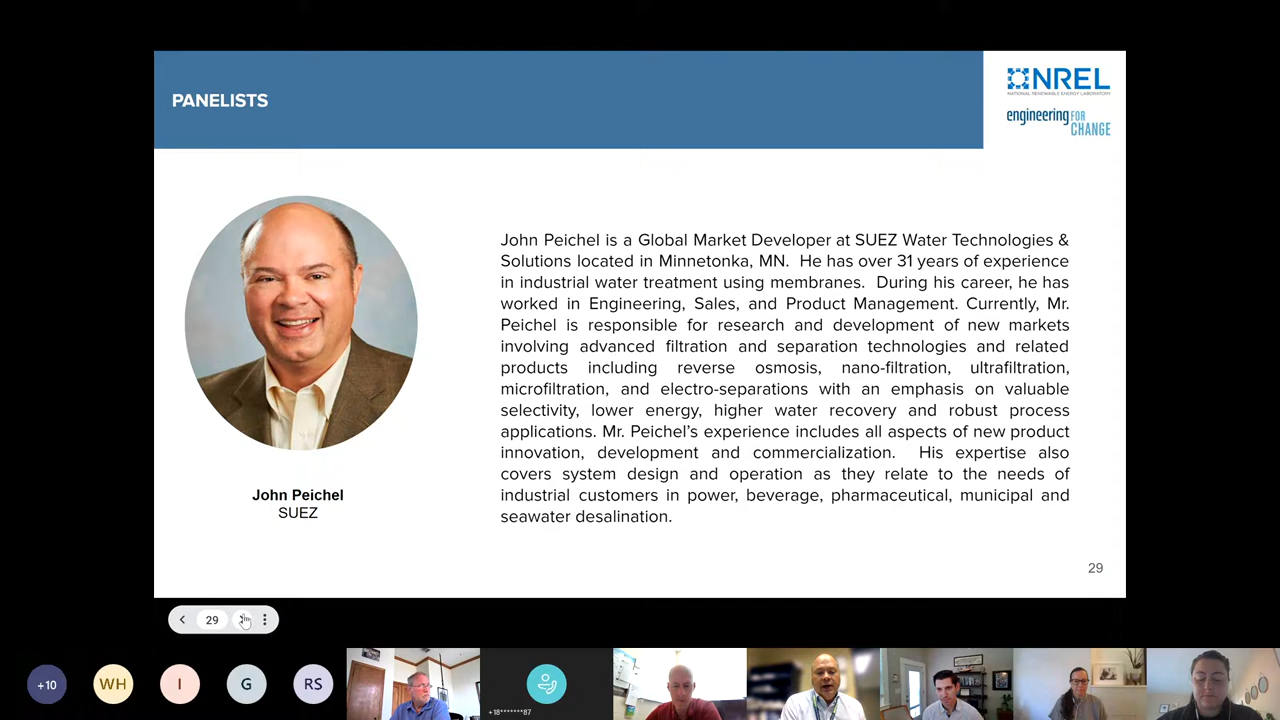 PANELISTS
NREL
NATIONAL RENEWABLE ENERGY LABORATORY
engineering FOR
CHANGE
John Peichel is a Global Market Developer at SUEZ Water Technologies &
Solutions located in Minnetonka, MN. He has over 31 years of experience
in industrial water treatment using membranes. During his career, he has
worked in Engineering, Sales, and Product Management. Currently, Mr.
Peichel is responsible for research and development of new markets
involving advanced filtration and separation technologies and related
products including reverse osmosis, nano-filtration, ultrafiltration,
microfiltration, and electro-separations with an emphasis on valuable
selectivity, lower energy, higher water recovery and robust process
applications. Mr. Peichel’s experience includes all aspects of new product
innovation, development and commercialization. His expertise also
covers system design and operation as they relate to the needs of
industrial customers in power, beverage, pharmaceutical, municipal and
seawater desalination.
John Peichel
SUEZ
29
29
+10
WH
I
G
RS
+18*******87